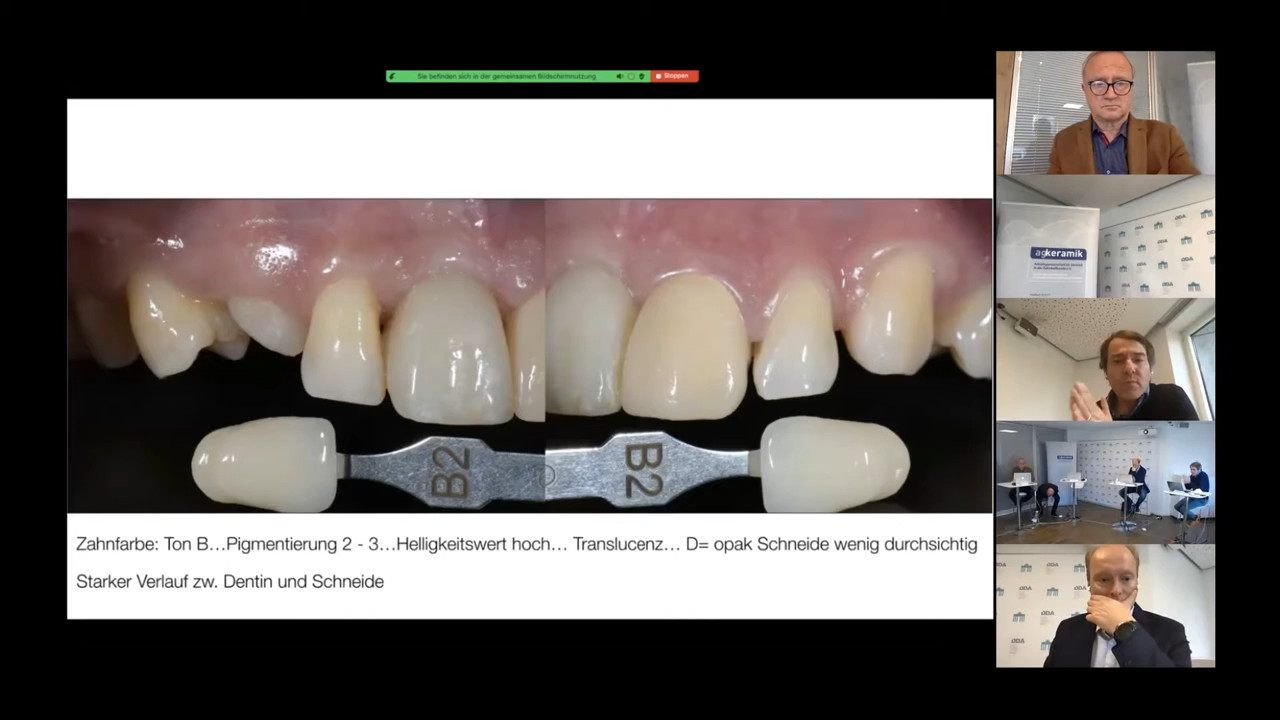 Sie befinden sich in der gemeinsamen Bildschirmnutzung
Stoppen
B2
B2
Zahnfarbe: Ton B…Pigmentierung 2 - 3…Helligkeitswert hoch… Translucenz… D= opak Schneide wenig durchsichtig
Starker Verlauf zw. Dentin und Schneide
agkeramik